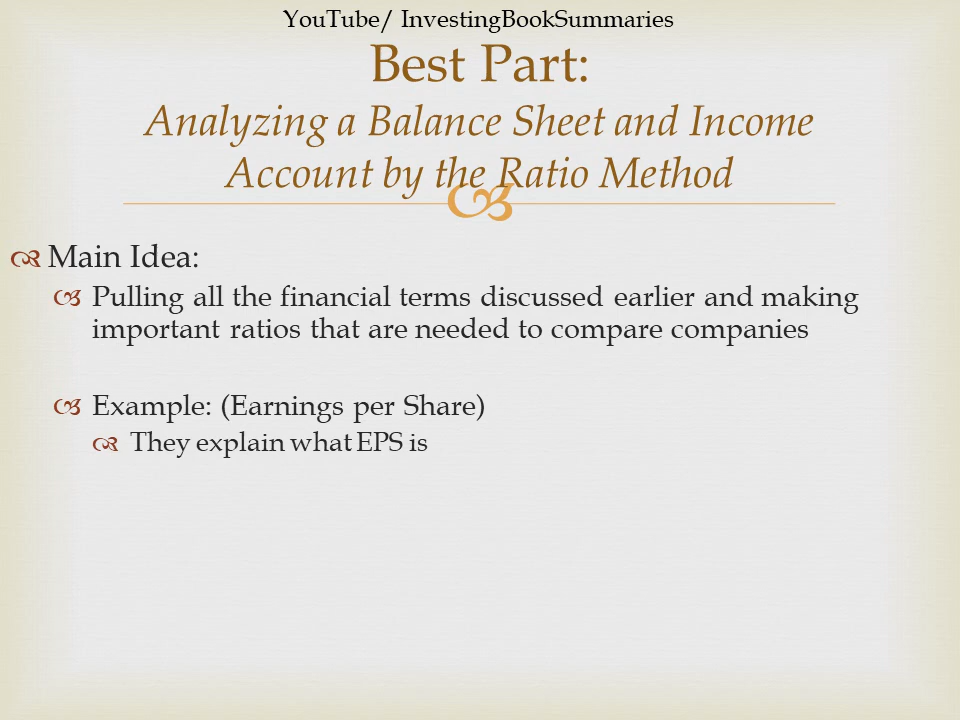 YouTube/ InvestingBookSummaries
Best Part:
Analyzing a Balance Sheet and Income
Account by the Ratio Method
Main Idea:
Pulling all the financial terms discussed earlier and making
important ratios that are needed to compare companies
Example: (Earnings per Share)
They explain what EPS is